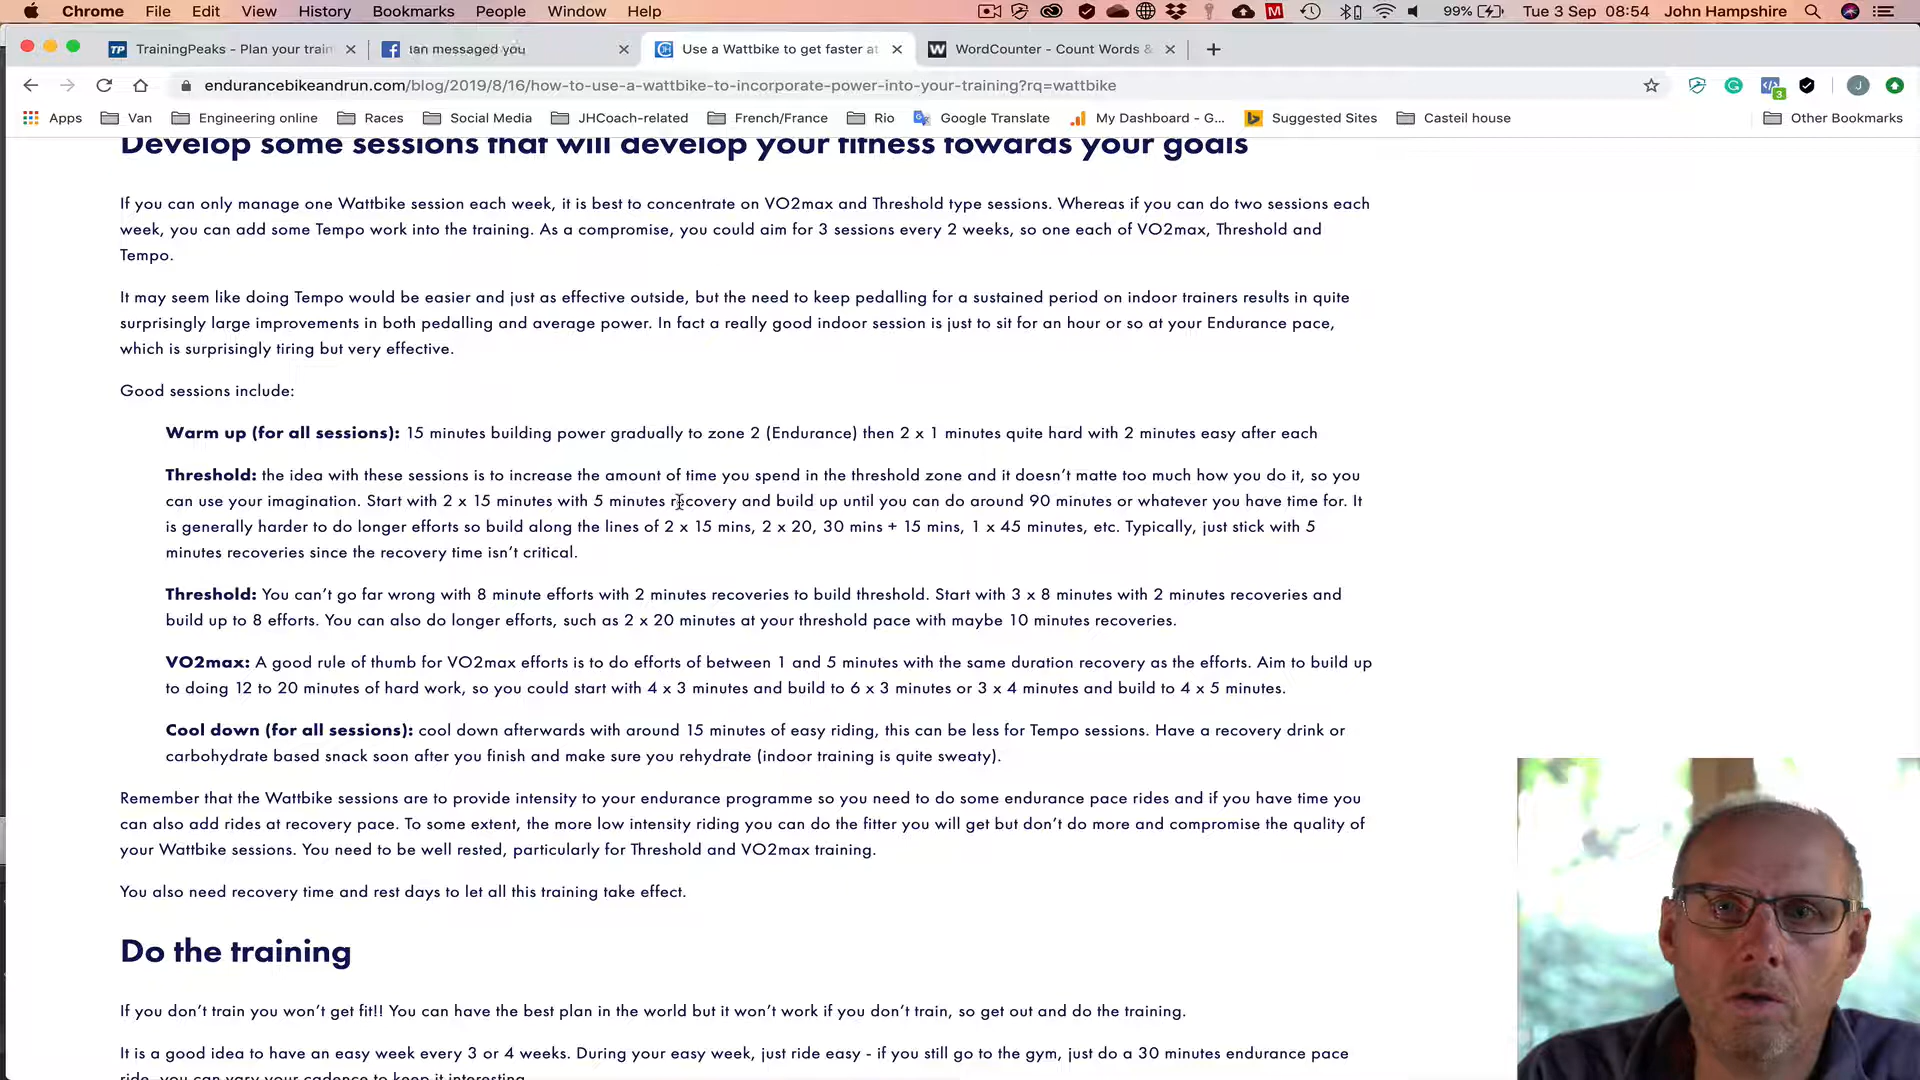 Chrome File Edit View History Bookmarks People Window Help 99% Tue 3 Sep 08:54 John Hampshire
TrainingPeaks - Plan your train Ian messaged you Use a Wattbike to get faster at WordCounter - Count Words &
endurancebikeandrun.com/blog/2019/8/16/how-to-use-a-wattbike-to-incorporate-power-into-your-training?rq=wattbike
Apps Van Engineering online Races Social Media JHCoach-related French/France Rio Google Translate My Dashboard - G... Suggested Sites Casteil house Other Bookmarks
Develop some sessions that will develop your fitness towards your goals
If you can only manage one Wattbike session each week, it is best to concentrate on VO2max and Threshold type sessions. Whereas if you can do two sessions each
week, you can add some Tempo work into the training. As a compromise, you could aim for 3 sessions every 2 weeks, so one each of VO2max, Threshold and
Tempo.
It may seem like doing Tempo would be easier and just as effective outside, but the need to keep pedalling for a sustained period on indoor trainers results in quite
surprisingly large improvements in both pedalling and average power. In fact a really good indoor session is just to sit for an hour or so at your Endurance pace,
which is surprisingly tiring but very effective.
Good sessions include:
Warm up (for all sessions): 15 minutes building power gradually to zone 2 (Endurance) then 2 x 1 minutes quite hard with 2 minutes easy after each
Threshold: the idea with these sessions is to increase the amount of time you spend in the threshold zone and it doesn't matte too much how you do it, so you
can use your imagination. Start with 2 x 15 minutes with 5 minutes recovery and build up until you can do around 90 minutes or whatever you have time for. It
is generally harder to do longer efforts so build along the lines of 2 x 15 mins, 2 x 20, 30 mins + 15 mins, 1 x 45 minutes, etc. Typically, just stick with 5
minutes recoveries since the recovery time isn't critical.
Threshold: You can't go far wrong with 8 minute efforts with 2 minutes recoveries to build threshold. Start with 3 x 8 minutes with 2 minutes recoveries and
build up to 8 efforts. You can also do longer efforts, such as 2 x 20 minutes at your threshold pace with maybe 10 minutes recoveries.
VO2max: A good rule of thumb for VO2max efforts is to do efforts of between 1 and 5 minutes with the same duration recovery as the efforts. Aim to build up
to doing 12 to 20 minutes of hard work, so you could start with 4 x 3 minutes and build to 6 x 3 minutes or 3 x 4 minutes and build to 4 x 5 minutes.
Cool down (for all sessions): cool down afterwards with around 15 minutes of easy riding, this can be less for Tempo sessions. Have a recovery drink or
carbohydrate based snack soon after you finish and make sure you rehydrate (indoor training is quite sweaty).
Remember that the Wattbike sessions are to provide intensity to your endurance programme so you need to do some endurance pace rides and if you have time you
can also add rides at recovery pace. To some extent, the more low intensity riding you can do the fitter you will get but don't do more and compromise the quality of
your Wattbike sessions. You need to be well rested, particularly for Threshold and VO2max training.
You also need recovery time and rest days to let all this training take effect.
Do the training
If you don't train you won't get fit!! You can have the best plan in the world but it won't work if you don't train, so get out and do the training.
It is a good idea to have an easy week every 3 or 4 weeks. During your easy week, just ride easy - if you still go to the gym, just do a 30 minutes endurance pace
ride, you can vary your cadence to keep it interesting